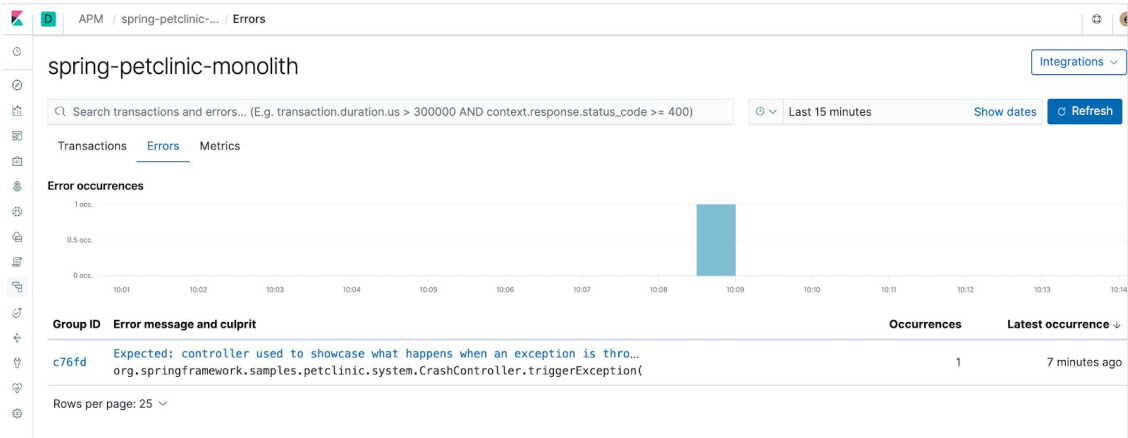 D APM / spring-petclinic-... / Errors
e
spring-petclinic-monolith
Integrations
Search transactions and errors... (E.g. transaction.duration.us > 300000 AND context.response.status_code >= 400)
Last 15 minutes Show dates Refresh
Transactions Errors Metrics
Error occurrences
1 occ.
0.5 occ.
0 occ.
10:01 10:02 10:03 10:04 10:05 10:06 10:07 10:08 10:09 10:10 10:11 10:12 10:13 10:14
Group ID Error message and culprit Occurrences Latest occurrence ↓
c76fd Expected: controller used to showcase what happens when an exception is thro… 1 7 minutes ago
org.springframework.samples.petclinic.system.CrashController.triggerException(
Rows per page: 25